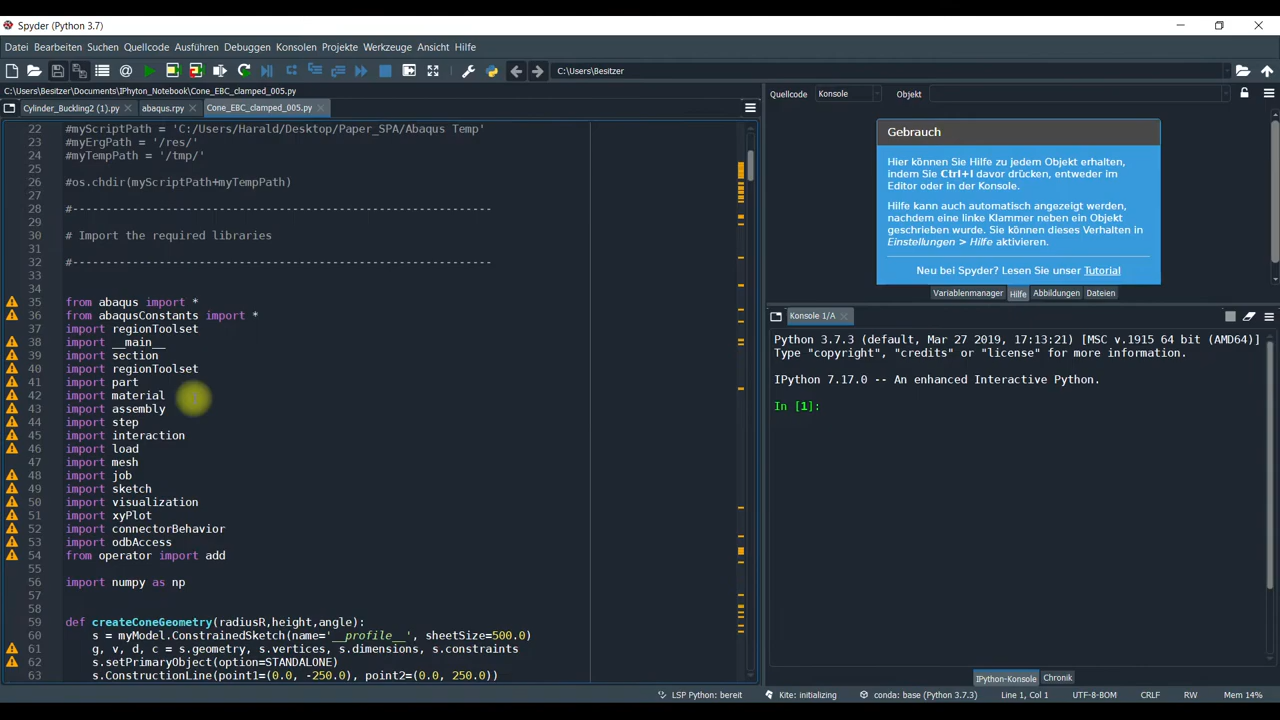 Spyder (Python 3.7)
Datei Bearbeiten Suchen Quellcode Ausführen Debuggen Konsolen Projekte Werkzeuge Ansicht Hilfe
C:\Users\Besitzer
C:\Users\Besitzer\Documents\IPhyton_Notebook\Cone_EBC_clamped_005.py
Cylinder_Buckling2 (1).py abaqus.rpy Cone_EBC_clamped_005.py
22 #myScriptPath = 'C:/Users/Harald/Desktop/Paper_SPA/Abaqus Temp'
23 #myErgPath = '/res/'
24 #myTempPath = '/tmp/'
25
26 #os.chdir(myScriptPath+myTempPath)
27
28 #----------------------------------------------------------------
29
30 # Import the required libraries
31
32 #----------------------------------------------------------------
33
34
35 from abaqus import *
36 from abaqusConstants import *
37 import regionToolset
38 import __main__
39 import section
40 import regionToolset
41 import part
42 import material
43 import assembly
44 import step
45 import interaction
46 import load
47 import mesh
48 import job
49 import sketch
50 import visualization
51 import xyPlot
52 import connectorBehavior
53 import odbAccess
54 from operator import add
55
56 import numpy as np
57
58
59 def createConeGeometry(radiusR,height,angle):
60 s = myModel.ConstrainedSketch(name='__profile__', sheetSize=500.0)
61 g, v, d, c = s.geometry, s.vertices, s.dimensions, s.constraints
62 s.setPrimaryObject(option=STANDALONE)
63 s.ConstructionLine(point1=(0.0, -250.0), point2=(0.0, 250.0))
Quellcode Konsole Objekt
Gebrauch
Hier können Sie Hilfe zu jedem Objekt erhalten,
indem Sie Ctrl+I davor drücken, entweder im
Editor oder in der Konsole.
Hilfe kann auch automatisch angezeigt werden,
nachdem eine linke Klammer neben ein Objekt
geschrieben wurde. Sie können dieses Verhalten in
Einstellungen > Hilfe aktivieren.
Neu bei Spyder? Lesen Sie unser Tutorial
Variablenmanager Hilfe Abbildungen Dateien
Konsole 1/A
Python 3.7.3 (default, Mar 27 2019, 17:13:21) [MSC v.1915 64 bit (AMD64)]
Type "copyright", "credits" or "license" for more information.
IPython 7.17.0 -- An enhanced Interactive Python.
In [1]:
IPython-Konsole Chronik
LSP Python: bereit Kite: initializing conda: base (Python 3.7.3) Line 1, Col 1 UTF-8-BOM CRLF RW Mem 14%